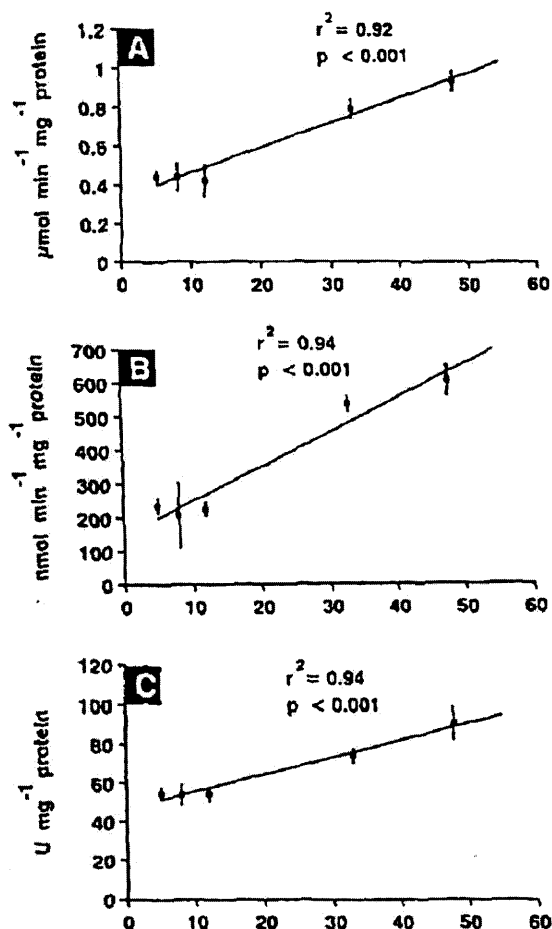 A
r² = 0.92
p < 0.001
µmol min⁻¹ mg⁻¹ protein
1.2
1
0.8
0.6
0.4
0.2
0
0 10 20 30 40 50 60
B
r² = 0.94
p < 0.001
nmol min⁻¹ mg⁻¹ protein
700
600
500
400
300
200
100
0
0 10 20 30 40 50 60
C
r² = 0.94
p < 0.001
U mg⁻¹ protein
120
100
80
60
40
20
0
0 10 20 30 40 50 60